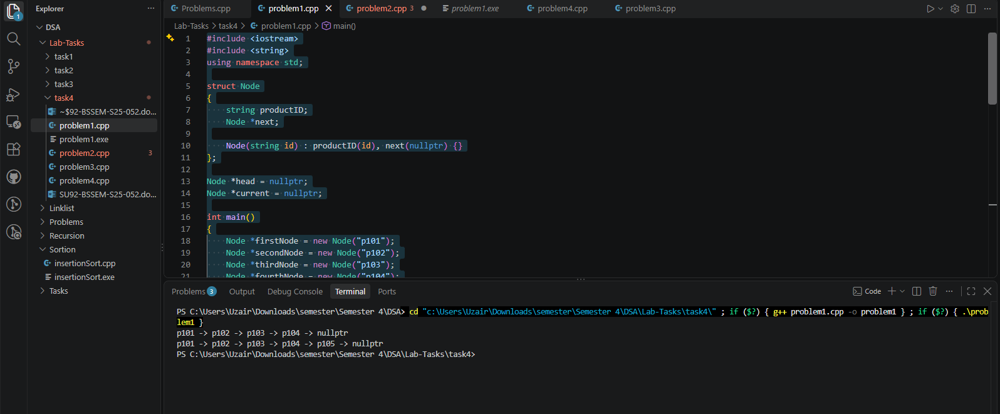 Explorer
DSA
Lab-Tasks
task1
task2
task3
task4
~$92-BSSEM-S25-052.do...
problem1.cpp
problem1.exe
problem2.cpp 3
problem3.cpp
problem4.cpp
SU92-BSSEM-S25-052.do...
Linklist
Problems
Recursion
Sortion
insertionSort.cpp
insertionSort.exe
Tasks
1
Problems.cpp problem1.cpp problem2.cpp 3 problem1.exe problem4.cpp problem3.cpp
Lab-Tasks > task4 > problem1.cpp > main()
1 #include <iostream>
2 #include <string>
3 using namespace std;
4
5 struct Node
6 {
7 string productID;
8 Node *next;
9
10 Node(string id) : productID(id), next(nullptr) {}
11 };
12
13 Node *head = nullptr;
14 Node *current = nullptr;
15
16 int main()
17 {
18 Node *firstNode = new Node("p101");
19 Node *secondNode = new Node("p102");
20 Node *thirdNode = new Node("p103");
21 Node *fourthNode = new Node("p104");
Problems 3 Output Debug Console Terminal Ports Code
PS C:\Users\Uzair\Downloads\semester\Semester 4\DSA> cd "c:\Users\Uzair\Downloads\semester\Semester 4\DSA\Lab-Tasks\task4\" ; if ($?) { g++ problem1.cpp -o problem1 } ; if ($?) { .\prob
lem1 }
p101 -> p102 -> p103 -> p104 -> nullptr
p101 -> p102 -> p103 -> p104 -> p105 -> nullptr
PS C:\Users\Uzair\Downloads\semester\Semester 4\DSA\Lab-Tasks\task4>